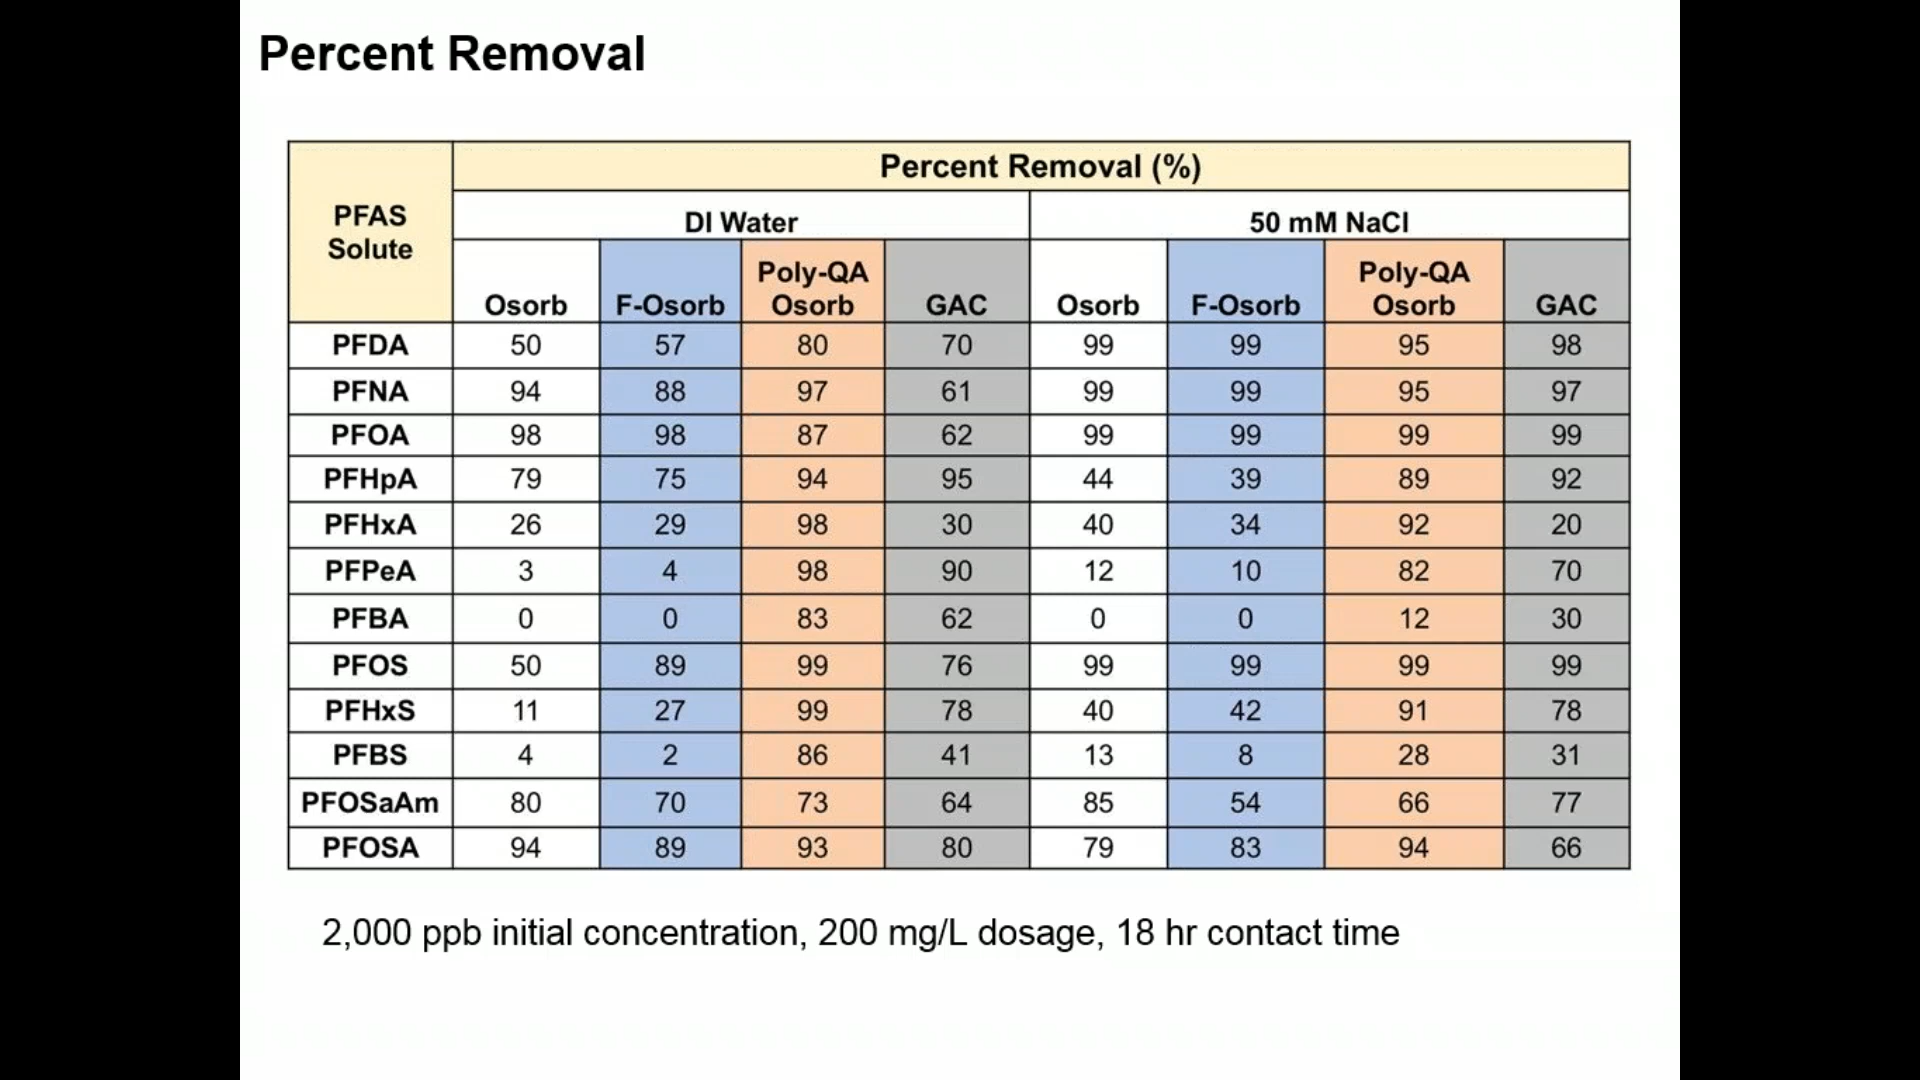 Percent Removal
PFAS Solute
Percent Removal (%)
DI Water 50 mM NaCl
Osorb F-Osorb Poly-QA Osorb GAC Osorb F-Osorb Poly-QA Osorb GAC
PFDA 50 57 80 70 99 99 95 98
PFNA 94 88 97 61 99 99 95 97
PFOA 98 98 87 62 99 99 99 99
PFHpA 79 75 94 95 44 39 89 92
PFHxA 26 29 98 30 40 34 92 20
PFPeA 3 4 98 90 12 10 82 70
PFBA 0 0 83 62 0 0 12 30
PFOS 50 89 99 76 99 99 99 99
PFHxS 11 27 99 78 40 42 91 78
PFBS 4 2 86 41 13 8 28 31
PFOSaAm 80 70 73 64 85 54 66 77
PFOSA 94 89 93 80 79 83 94 66
2,000 ppb initial concentration, 200 mg/L dosage, 18 hr contact time